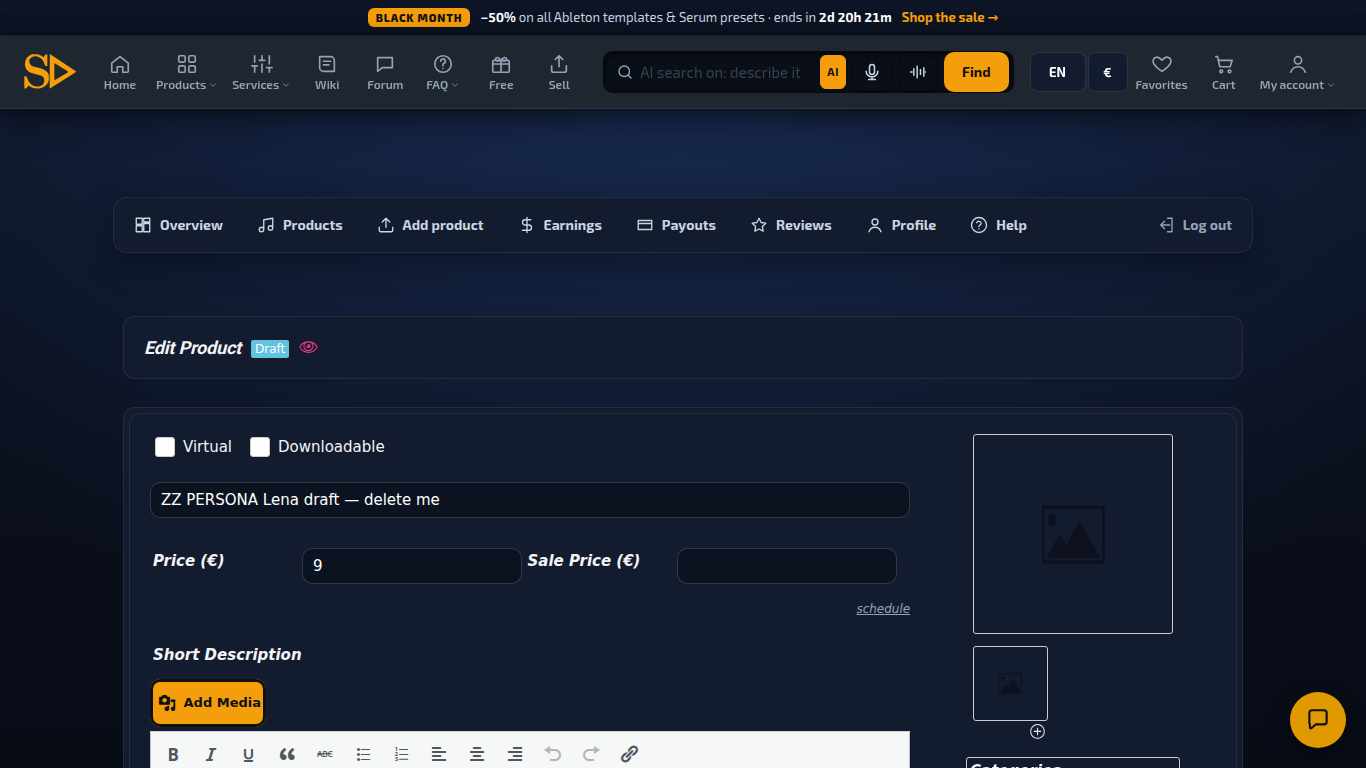 BLACK MONTH −50% on all Ableton templates & Serum presets · ends in 2d 20h 21m Shop the sale →
Home Products Services Wiki Forum FAQ Free Sell AI search on: describe it AI Find EN € Favorites Cart My account
Overview Products Add product Earnings Payouts Reviews Profile Help Log out
Edit Product Draft
Virtual Downloadable
ZZ PERSONA Lena draft — delete me
Price (€) 9 Sale Price (€)
schedule
Short Description
Add Media
B I U ABC
Categories